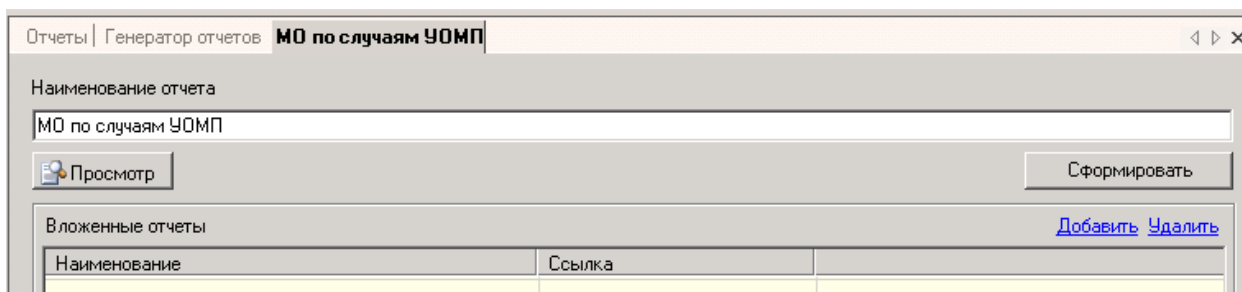 Отчеты Генератор отчетов МО по случаям УОМП
Наименование отчета
МО по случаям УОМП
Просмотр Сформировать
Вложенные отчеты Добавить Удалить
Наименование Ссылка